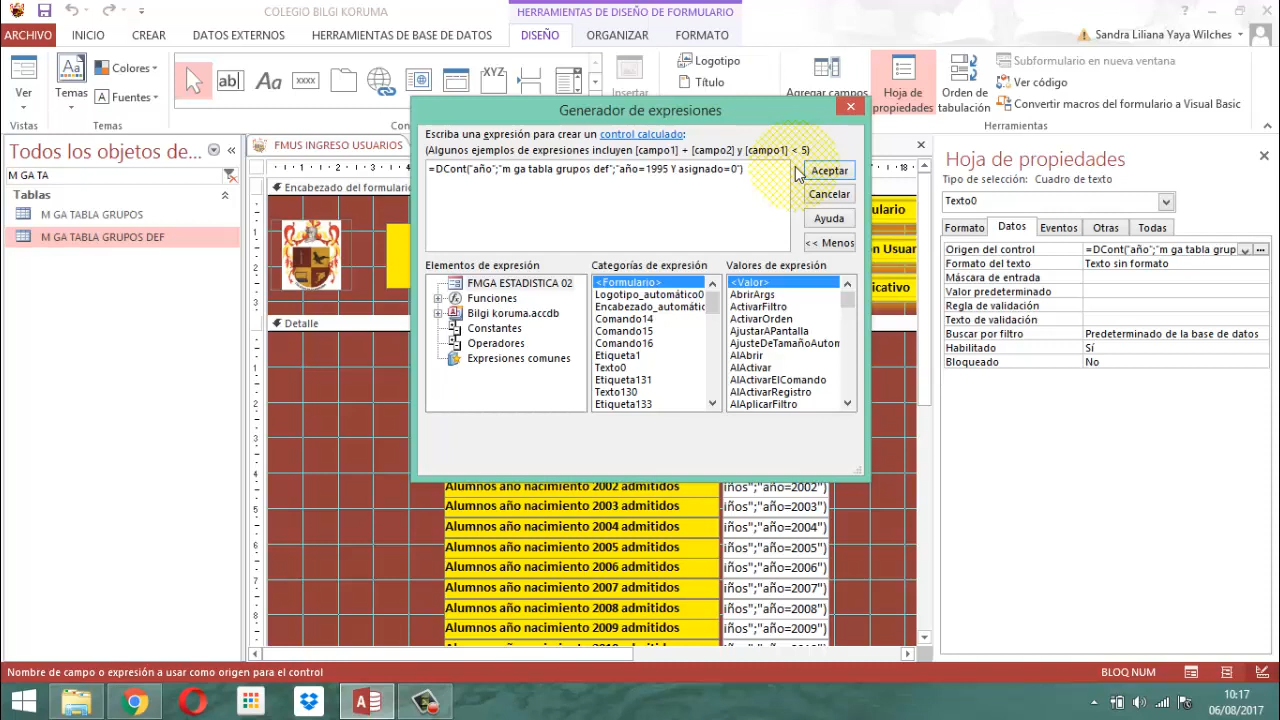 COLEGIO BILGI KORUMA
HERRAMIENTAS DE DISEÑO DE FORMULARIO
?
ARCHIVO
INICIO
CREAR
DATOS EXTERNOS
HERRAMIENTAS DE BASE DE DATOS
DISEÑO
ORGANIZAR
FORMATO
Sandra Liliana Yaya Wilches
Ver
Vistas
Temas
Colores
Fuentes
Temas
ab|
Aa
xxxx
XYZ
Insertar
Logotipo
Título
Agregar campos
Hoja de propiedades
Orden de tabulación
Subformulario en nueva ventana
Ver código
Convertir macros del formulario a Visual Basic
Herramientas
Todos los objetos de...
M GA TA
Tablas
M GA TABLA GRUPOS
M GA TABLA GRUPOS DEF
FMUS INGRESO USUARIOS
Encabezado del formulario
Detalle
Generador de expresiones
Escriba una expresión para crear un control calculado:
(Algunos ejemplos de expresiones incluyen [campo1] + [campo2] y [campo1] < 5)
=DCont("año";"m ga tabla grupos def";"año=1995 Y asignado=0")
Aceptar
Cancelar
Ayuda
<< Menos
Elementos de expresión
FMGA ESTADISTICA 02
Funciones
Bilgi koruma.accdb
Constantes
Operadores
Expresiones comunes
Categorías de expresión
<Formulario>
Logotipo_automático0
Encabezado_automátic
Comando14
Comando15
Comando16
Etiqueta1
Texto0
Etiqueta131
Texto130
Etiqueta133
Valores de expresión
<Valor>
AbrirArgs
ActivarFiltro
ActivarOrden
AjustarAPantalla
AjusteDeTamañoAutom
AlAbrir
AlActivar
AlActivarElComando
AlActivarRegistro
AlAplicarFiltro
Alumnos año nacimiento 2002 admitidos iños";"año=2002")
Alumnos año nacimiento 2003 admitidos iños";"año=2003")
Alumnos año nacimiento 2004 admitidos iños";"año=2004")
Alumnos año nacimiento 2005 admitidos iños";"año=2005")
Alumnos año nacimiento 2006 admitidos iños";"año=2006")
Alumnos año nacimiento 2007 admitidos iños";"año=2007")
Alumnos año nacimiento 2008 admitidos iños";"año=2008")
Alumnos año nacimiento 2009 admitidos iños";"año=2009")
Hoja de propiedades
Tipo de selección: Cuadro de texto
Texto0
Formato
Datos
Eventos
Otras
Todas
Origen del control =DCont("año";"m ga tabla grup
Formato del texto Texto sin formato
Máscara de entrada
Valor predeterminado
Regla de validación
Texto de validación
Buscar por filtro Predeterminado de la base de datos
Habilitado Sí
Bloqueado No
Nombre de campo o expresión a usar como origen para el control
BLOQ NUM
10:17
06/08/2017